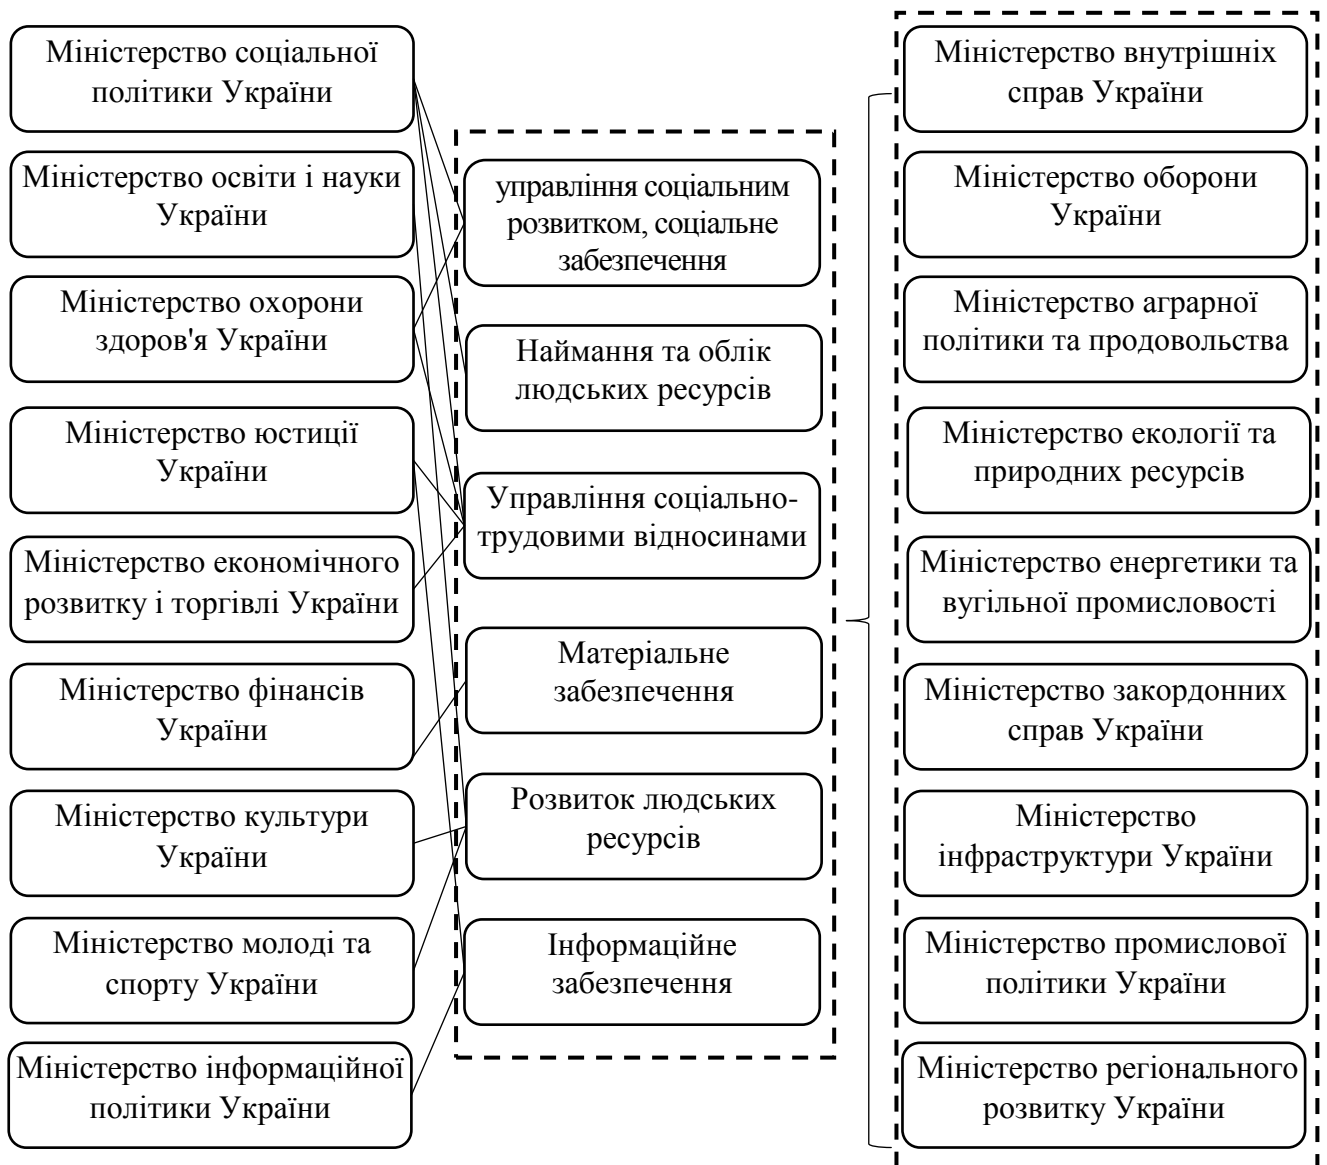 Міністерство соціальної
політики України
Міністерство освіти і науки
України
Міністерство охорони
здоров'я України
Міністерство юстиції
України
Міністерство економічного
розвитку і торгівлі України
Міністерство фінансів
України
Міністерство культури
України
Міністерство молоді та
спорту України
Міністерство інформаційної
політики України
управління соціальним
розвитком, соціальне
забезпечення
Наймання та облік
людських ресурсів
Управління соціально-
трудовими відносинами
Матеріальне
забезпечення
Розвиток людських
ресурсів
Інформаційне
забезпечення
Міністерство внутрішніх
справ України
Міністерство оборони
України
Міністерство аграрної
політики та продовольства
Міністерство екології та
природних ресурсів
Міністерство енергетики та
вугільної промисловості
Міністерство закордонних
справ України
Міністерство
інфраструктури України
Міністерство промислової
політики України
Міністерство регіонального
розвитку України